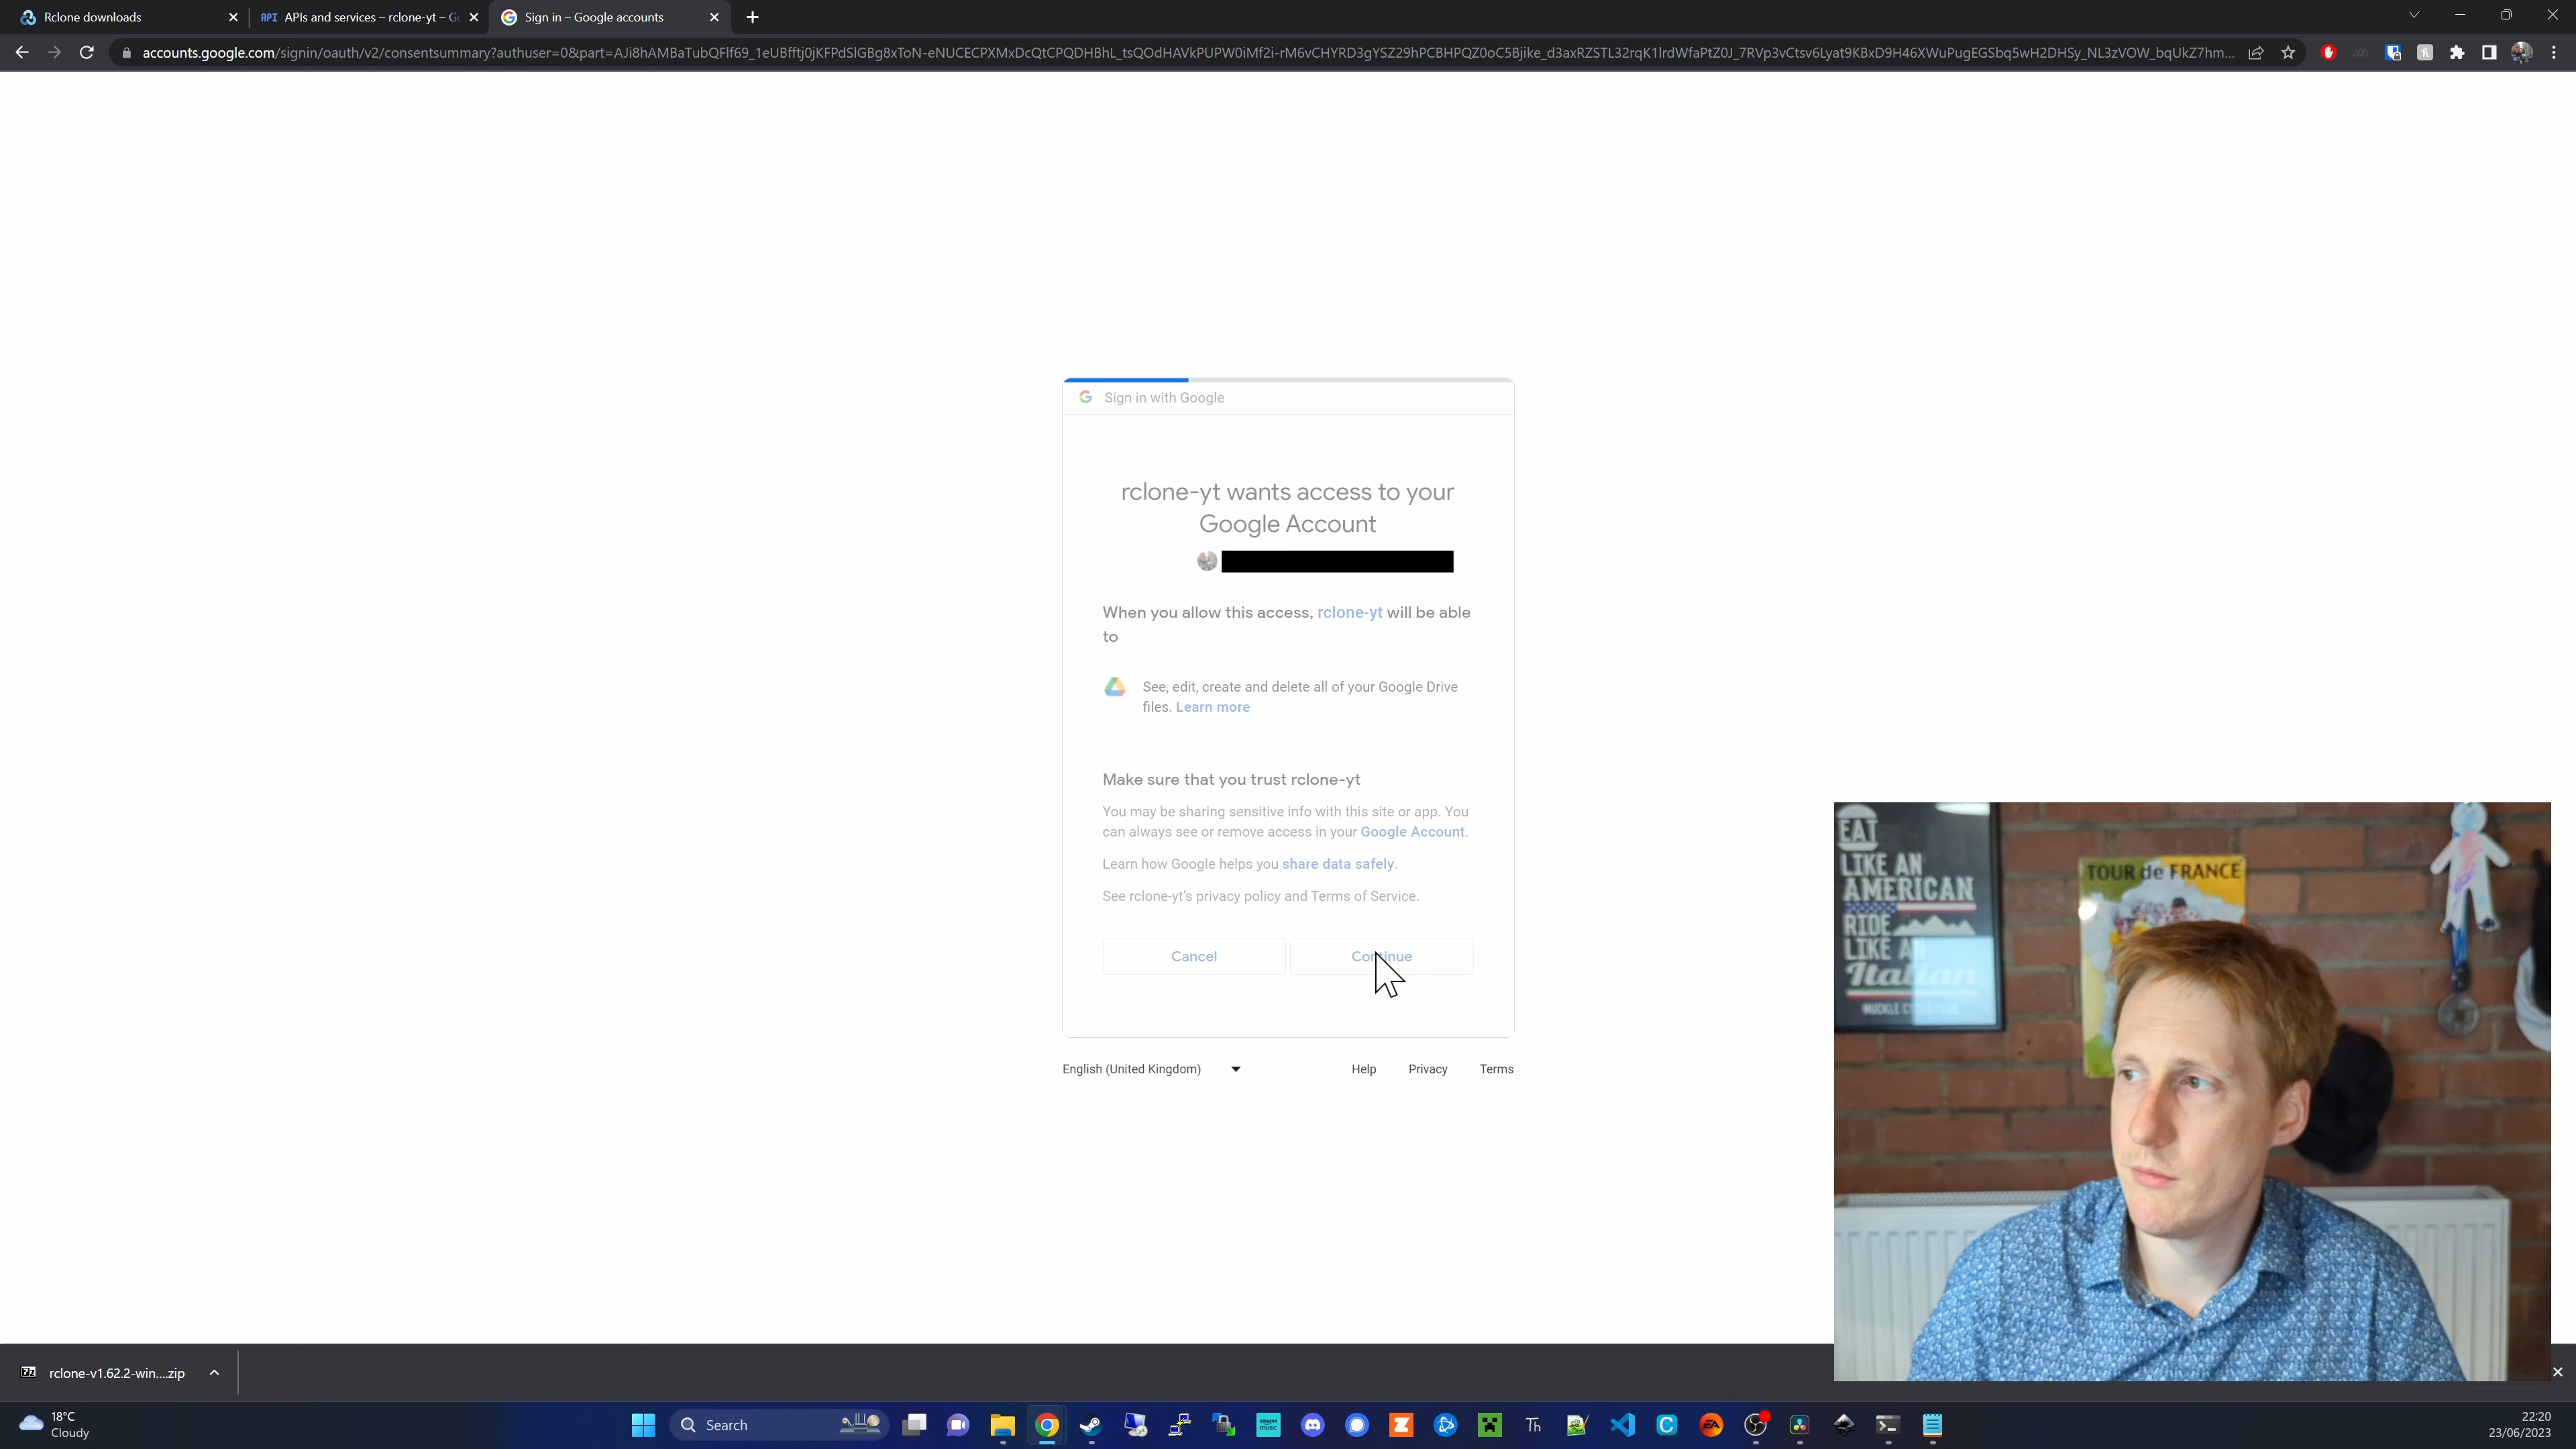 Rclone downloads
API APIs and services – rclone-yt – Go
Sign in – Google accounts
accounts.google.com/signin/oauth/v2/consentsummary?authuser=0&part=AJi8hAMBaTubQFlf69_1eUBfftj0jKFPdSlGBg8xToN-eNUCECPXMxDcQtCPQDHBhL_tsQOdHAVkPUPW0iMf2i-rM6vCHYRD3gYSZ29hPCBHPQZ0oC5Bjike_d3axRZSTL32rqK1lrdWfaPtZ0J_7RVp3vCtsv6Lyat9KBxD9H46XWuPugEGSbq5wH2DHSy_NL3zVOW_bqUkZ7hm...
Sign in with Google
rclone-yt wants access to your
Google Account
When you allow this access, rclone-yt will be able
to
See, edit, create and delete all of your Google Drive
files. Learn more
Make sure that you trust rclone-yt
You may be sharing sensitive info with this site or app. You
can always see or remove access in your Google Account.
Learn how Google helps you share data safely.
See rclone-yt's privacy policy and Terms of Service.
Cancel
Continue
English (United Kingdom)
Help
Privacy
Terms
EAT
LIKE AN
AMERICAN
RIDE
LIKE AN
Italian
MUCKLE CYCLE CLUB
TOUR de FRANCE
rclone-v1.62.2-win....zip
18°C
Cloudy
Search
22:20
23/06/2023